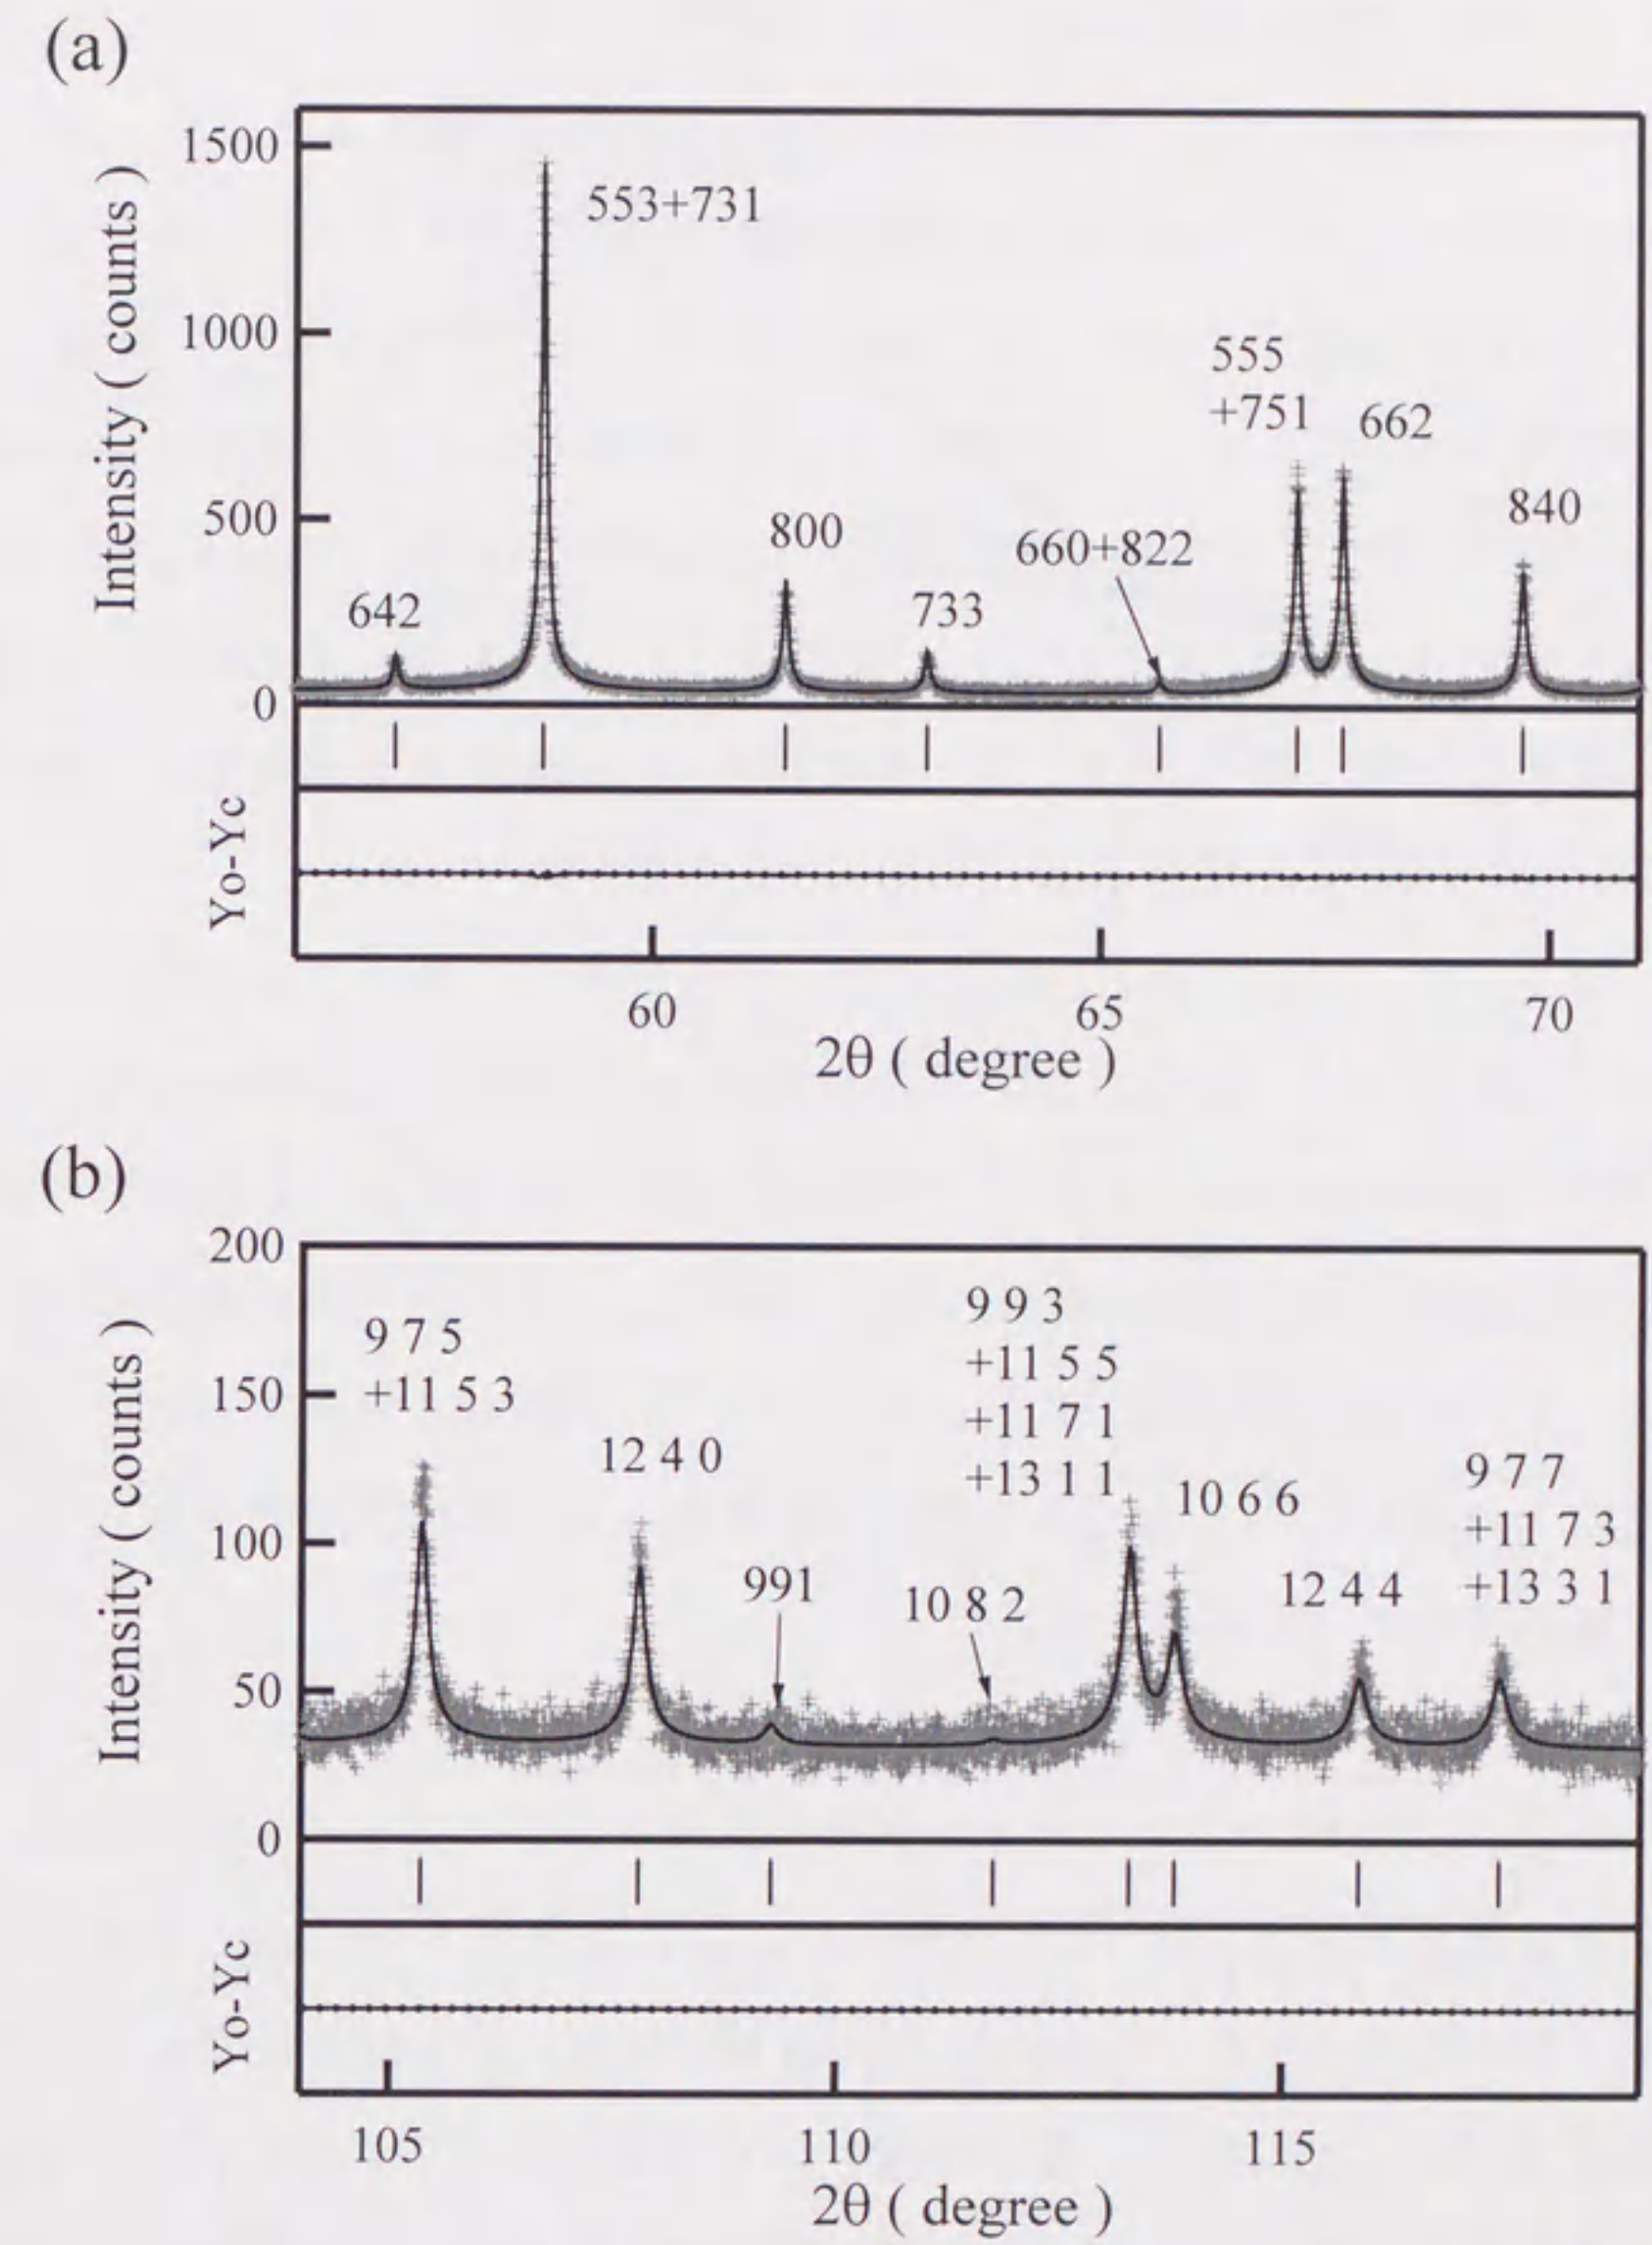 (a)
Intensity ( counts )
1500
1000
500
0
553+731
642
800
733
660+822
555
+751
662
840
Yo-Yc
60
65
70
2θ ( degree )
(b)
Intensity ( counts )
200
150
100
50
0
9 7 5
+11 5 3
12 4 0
991
10 8 2
9 9 3
+11 5 5
+11 7 1
+13 1 1
10 6 6
12 4 4
9 7 7
+11 7 3
+13 3 1
Yo-Yc
105
110
115
2θ ( degree )